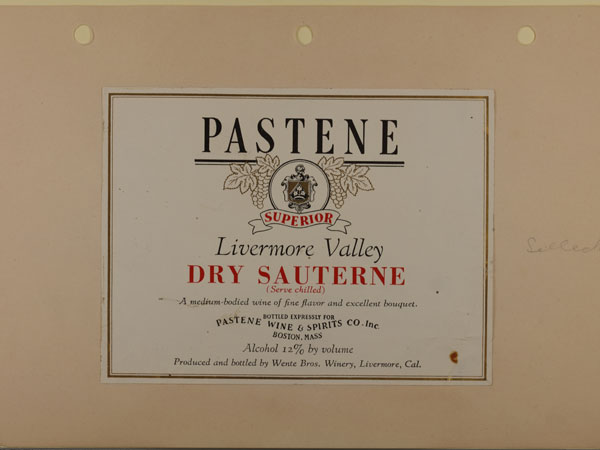 PASTENE
SUPERIOR
Livermore Valley
DRY SAUTERNE
(Serve chilled)
A medium-bodied wine of fine flavor and excellent bouquet.
BOTTLED EXPRESSLY FOR
PASTENE WINE & SPIRITS CO. Inc.
BOSTON, MASS
Alcohol 12% by volume
Produced and bottled by Wente Bros. Winery, Livermore, Cal.